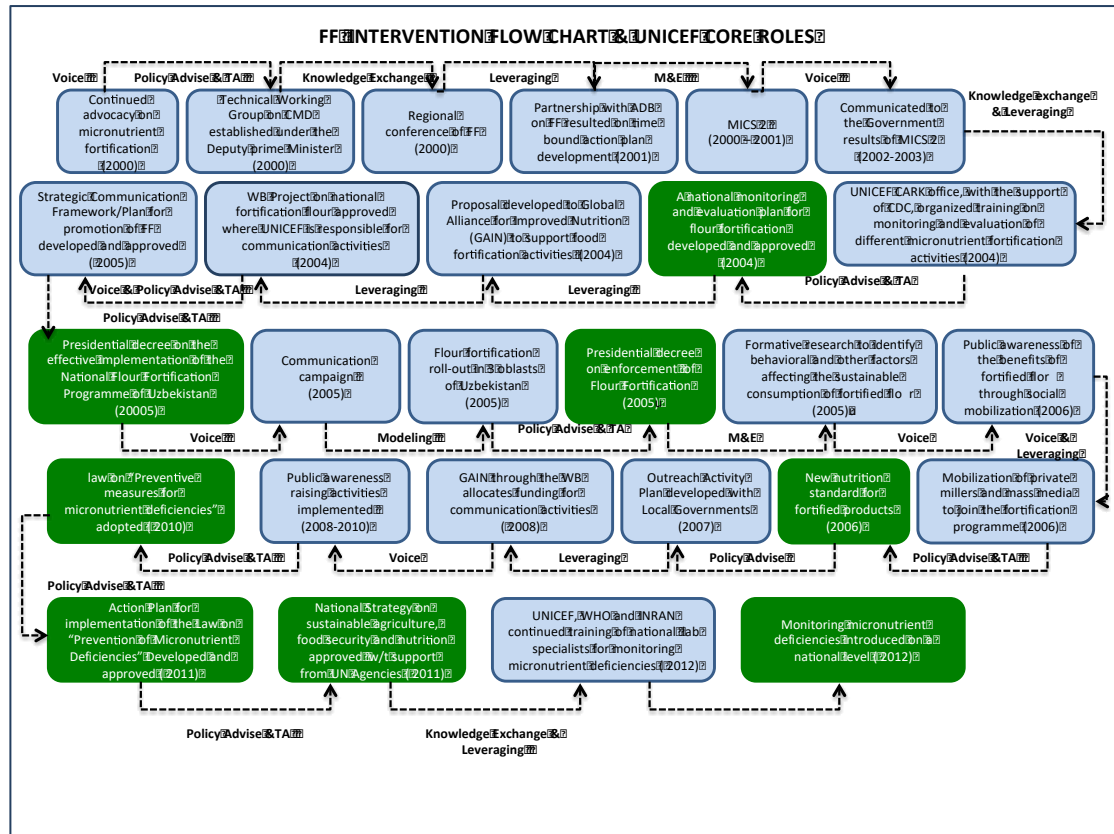 FF INTERVENTION FLOW CHART & UNICEF CORE ROLES
Voice
Policy Advise & TA
Knowledge Exchange
Leveraging
M&E
Voice
Continued
advocacy on
micronutrient
fortification
(2000)
Technical Working
Group on CMD
established under the
Deputy prime Minister
(2000)
Regional
conference of FF
(2000)
Partnership with ADB
on FF resulted on time
bound action plan
development (2001)
MICS 2
(2000 – 2001)
Communicated to
the Government
results of MICS 2
(2002-2003)
Knowledge exchange
& Leveraging
Strategic Communication
Framework/Plan for
promotion of FF
developed and approved
(2005)
WB Project on national
fortification flour approved
where UNICEF is responsible for
communication activities
(2004)
Proposal developed to Global
Alliance for Improved Nutrition
(GAIN) to support food
fortification activities (2004)
A national monitoring
and evaluation plan for
flour fortification
developed and approved
(2004)
UNICEF CARK office, with the support
of CDC, organized training on
monitoring and evaluation of
different micronutrient fortification
activities (2004)
Voice & Policy Advise & TA
Leveraging
Leveraging
Policy Advise & TA
Policy Advise & TA
Presidential decree on the
effective implementation of the
National Flour Fortification
Programme of Uzbekistan
(20005)
Communication
campaign
(2005)
Flour fortification
roll-out in 3 oblasts
of Uzbekistan
(2005)
Presidential decree
on enforcement of
Flour Fortification
(2005)
Formative research to identify
behavioral and other factors
affecting the sustainable
consumption of fortified flo r
(2005) u
Public awareness of
the benefits of
fortified flor
through social
mobilization (2006)
Voice
Modeling
Policy Advise & TA
M&E
Voice
Voice &
Leveraging
law on "Preventive
measures for
micronutrient deficiencies"
adopted (2010)
Public awareness
raising activities
implemented
(2008-2010)
GAIN through the WB
allocates funding for
communication activities
(2008)
Outreach Activity
Plan developed with
Local Governments
(2007)
New nutrition
standard for
fortified products
(2006)
Mobilization of private
millers and mass media
to join the fortification
programme (2006)
Policy Advise & TA
Voice
Leveraging
Policy Advise
Policy Advise & TA
Policy Advise & TA
Action Plan for
implementation of the Law on
“Prevention of Micronutrient
Deficiencies” Developed and
approved (2011)
National Strategy on
sustainable agriculture,
food security and nutrition
approved w/t support
from UN Agencies (2011)
UNICEF, WHO and INRAN
continued training of national lab
specialists for monitoring
micronutrient deficiencies (2012)
Monitoring micronutrient
deficiencies introduced on a
national level (2012)
Policy Advise & TA
Knowledge Exchange &
Leveraging